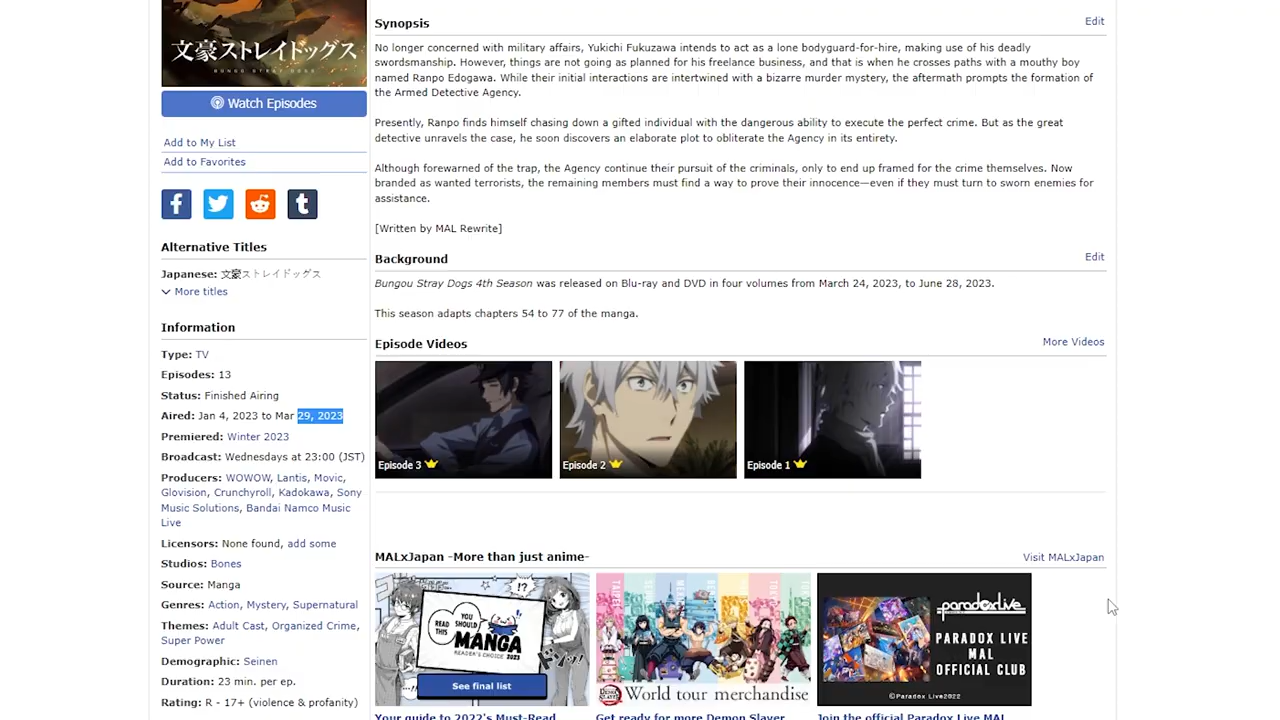 文豪ストレイドッグス
BUNGO STRAY DOGS
Watch Episodes
Add to My List
Add to Favorites
Alternative Titles
Japanese: 文豪ストレイドッグス
More titles
Information
Type: TV
Episodes: 13
Status: Finished Airing
Aired: Jan 4, 2023 to Mar 29, 2023
Premiered: Winter 2023
Broadcast: Wednesdays at 23:00 (JST)
Producers: WOWOW, Lantis, Movic,
Glovision, Crunchyroll, Kadokawa, Sony
Music Solutions, Bandai Namco Music
Live
Licensors: None found, add some
Studios: Bones
Source: Manga
Genres: Action, Mystery, Supernatural
Themes: Adult Cast, Organized Crime,
Super Power
Demographic: Seinen
Duration: 23 min. per ep.
Rating: R - 17+ (violence & profanity)
Synopsis
Edit
No longer concerned with military affairs, Yukichi Fukuzawa intends to act as a lone bodyguard-for-hire, making use of his deadly
swordsmanship. However, things are not going as planned for his freelance business, and that is when he crosses paths with a mouthy boy
named Ranpo Edogawa. While their initial interactions are intertwined with a bizarre murder mystery, the aftermath prompts the formation of
the Armed Detective Agency.
Presently, Ranpo finds himself chasing down a gifted individual with the dangerous ability to execute the perfect crime. But as the great
detective unravels the case, he soon discovers an elaborate plot to obliterate the Agency in its entirety.
Although forewarned of the trap, the Agency continue their pursuit of the criminals, only to end up framed for the crime themselves. Now
branded as wanted terrorists, the remaining members must find a way to prove their innocence—even if they must turn to sworn enemies for
assistance.
[Written by MAL Rewrite]
Background
Edit
Bungou Stray Dogs 4th Season was released on Blu-ray and DVD in four volumes from March 24, 2023, to June 28, 2023.
This season adapts chapters 54 to 77 of the manga.
Episode Videos
More Videos
Episode 3
Episode 2
Episode 1
MALxJapan -More than just anime-
Visit MALxJapan
!?
READ THIS
YOU SHOULD
MANGA
READER'S CHOICE 2023
See final list
World tour merchandise
paradoxlive
PARADOX LIVE
MAL
OFFICIAL CLUB
©Paradox Live2022
Your guide to 2022's Must-Read
Get ready for more Demon Slayer
Join the official Paradox Live MAL